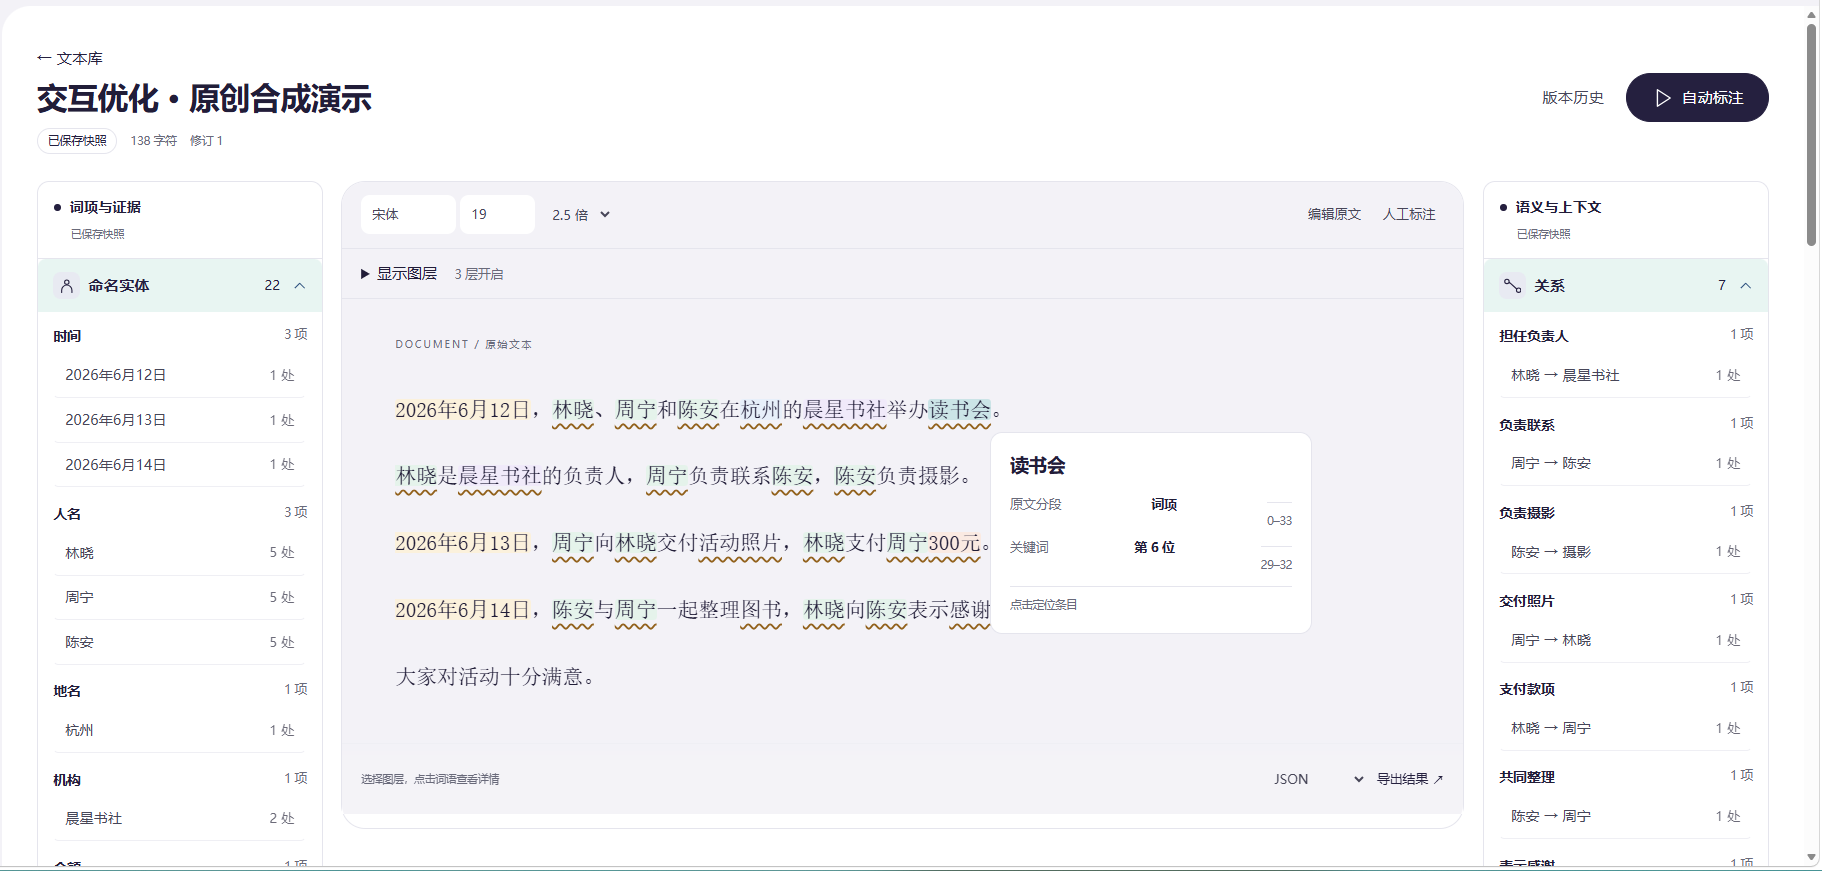 ← 文本库
交互优化·原创合成演示
已保存快照 138 字符 修订 1
版本历史 自动标注
词项与证据
已保存快照
命名实体 22
时间 3 项
2026年6月12日 1 处
2026年6月13日 1 处
2026年6月14日 1 处
人名 3 项
林晓 5 处
周宁 5 处
陈安 5 处
地名 1 项
杭州 1 处
机构 1 项
晨星书社 2 处
金额 1 项
宋体 19 2.5 倍 编辑原文 人工标注
显示图层 3 层开启
DOCUMENT / 原始文本
2026年6月12日，林晓、周宁和陈安在杭州的晨星书社举办读书会。
林晓是晨星书社的负责人，周宁负责联系陈安，陈安负责摄影。
2026年6月13日，周宁向林晓交付活动照片，林晓支付周宁300元。
2026年6月14日，陈安与周宁一起整理图书，林晓向陈安表示感谢
大家对活动十分满意。
读书会
原文分段 词项 0–33
关键词 第 6 位 29–32
点击定位条目
选择图层，点击词语查看详情 JSON 导出结果 ↗
语义与上下文
已保存快照
关系 7
担任负责人 1 项
林晓 → 晨星书社 1 处
负责联系 1 项
周宁 → 陈安 1 处
负责摄影 1 项
陈安 → 摄影 1 处
交付照片 1 项
周宁 → 林晓 1 处
支付款项 1 项
林晓 → 周宁 1 处
共同整理 1 项
陈安 → 周宁 1 处
表示感谢 1 项